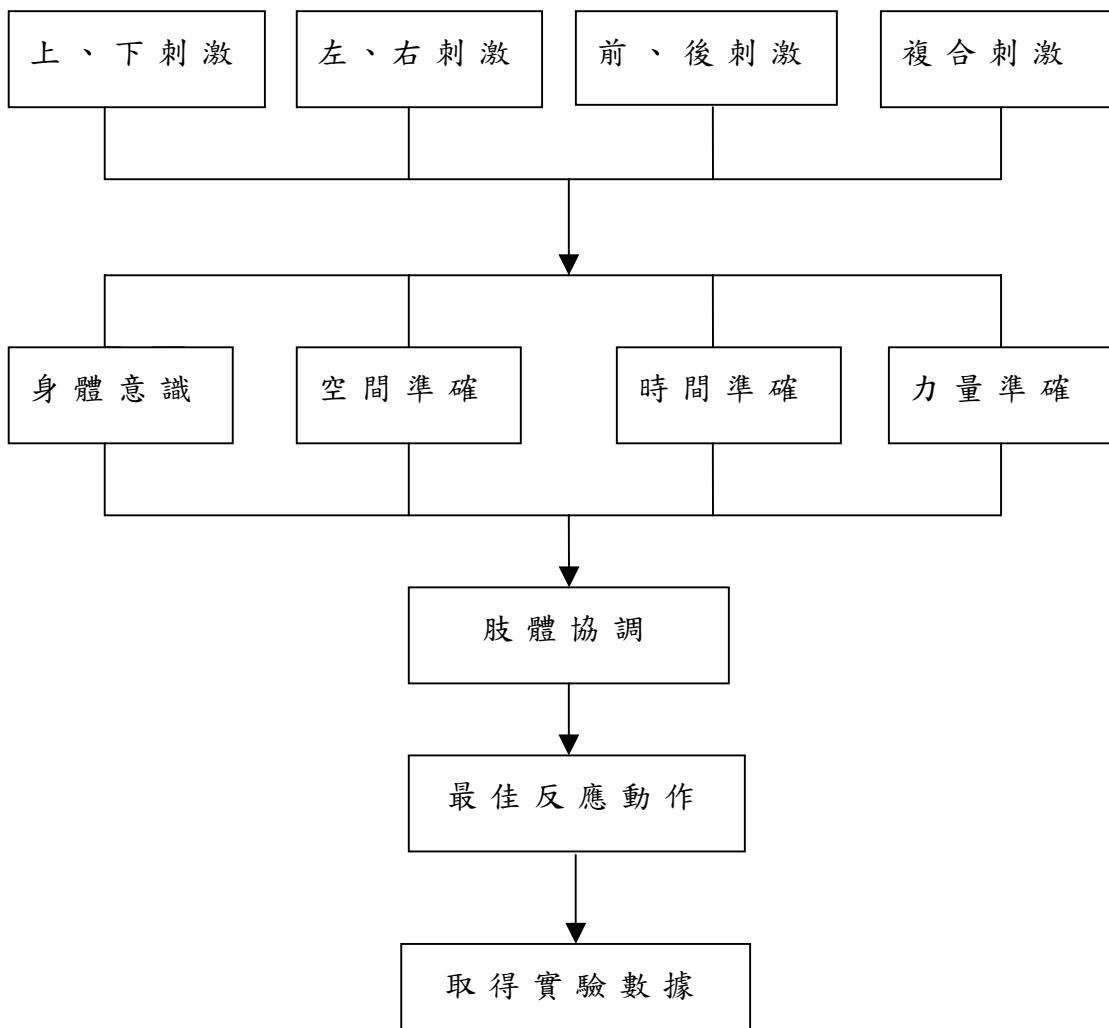 上、下刺激
左、右刺激
前、後刺激
複合刺激
身體意識
空間準確
時間準確
力量準確
肢體協調
最佳反應動作
取得實驗數據